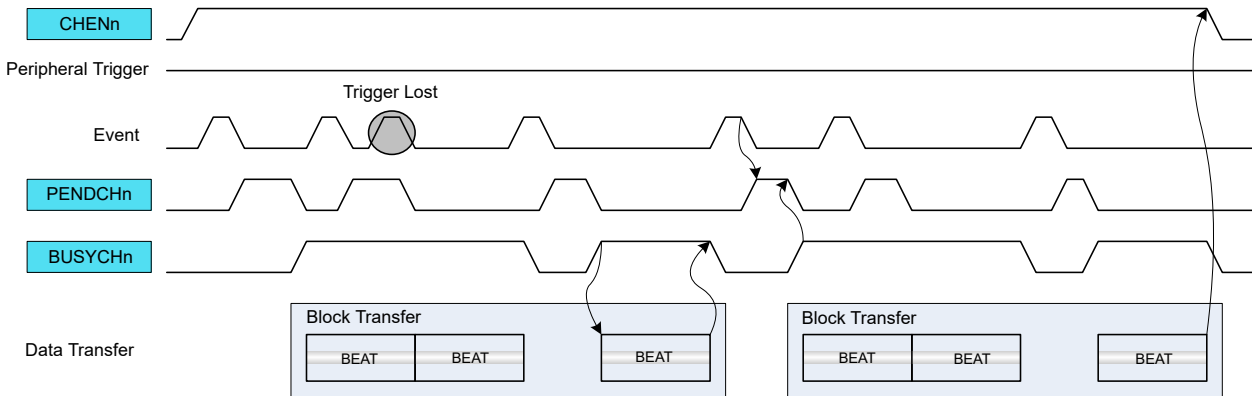 CHENn
Peripheral Trigger
Trigger Lost
Event
PENDCHn
BUSYCHn
Block Transfer
Block Transfer
Data Transfer
BEAT
BEAT
BEAT
BEAT
BEAT
BEAT